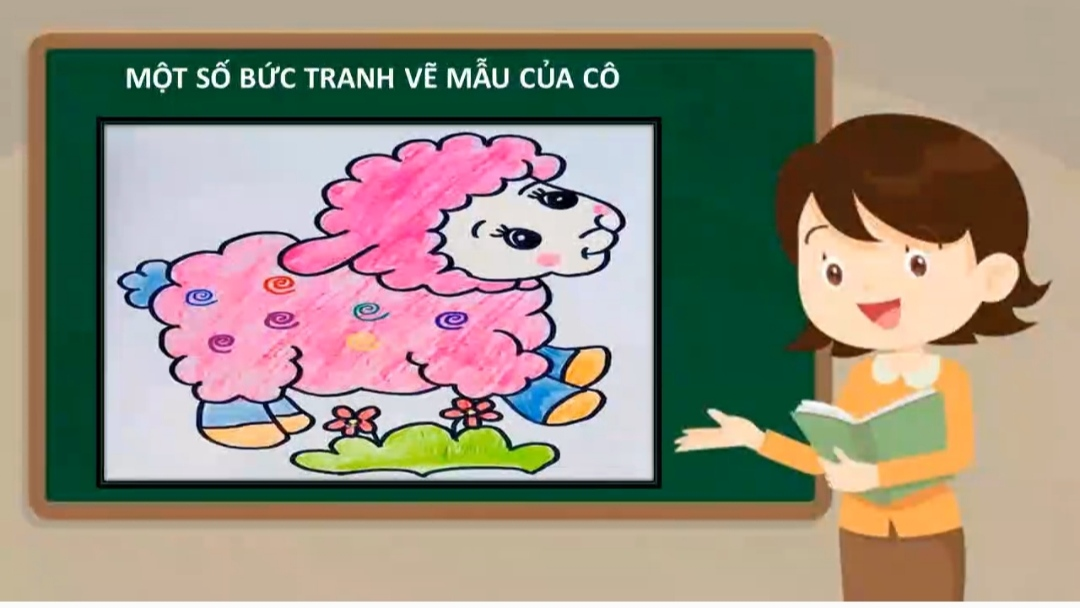 MỘT SỐ BỨC TRANH VẼ MẪU CỦA CÔ